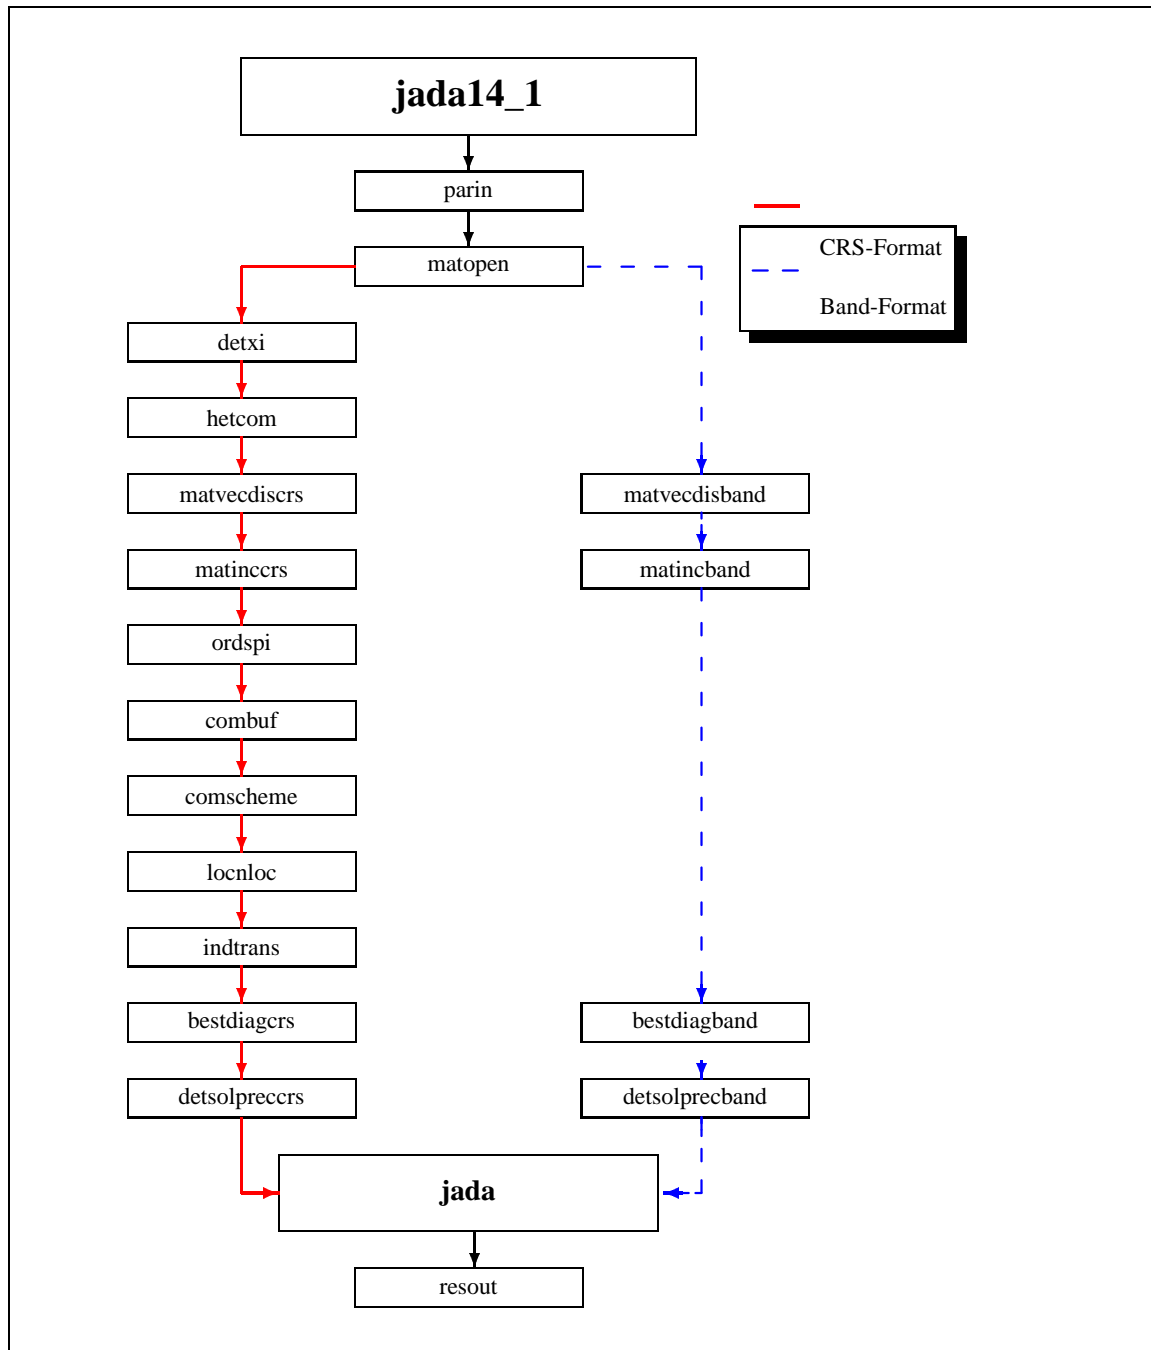 jada14_1
parin
matopen
CRS-Format
Band-Format
detxi
hetcom
matvecdiscrs
matvecdisband
matinccrs
matincband
ordspi
combuf
comscheme
locnloc
indtrans
bestdiagcrs
bestdiagband
detsolpreccrs
detsolprecband
jada
resout